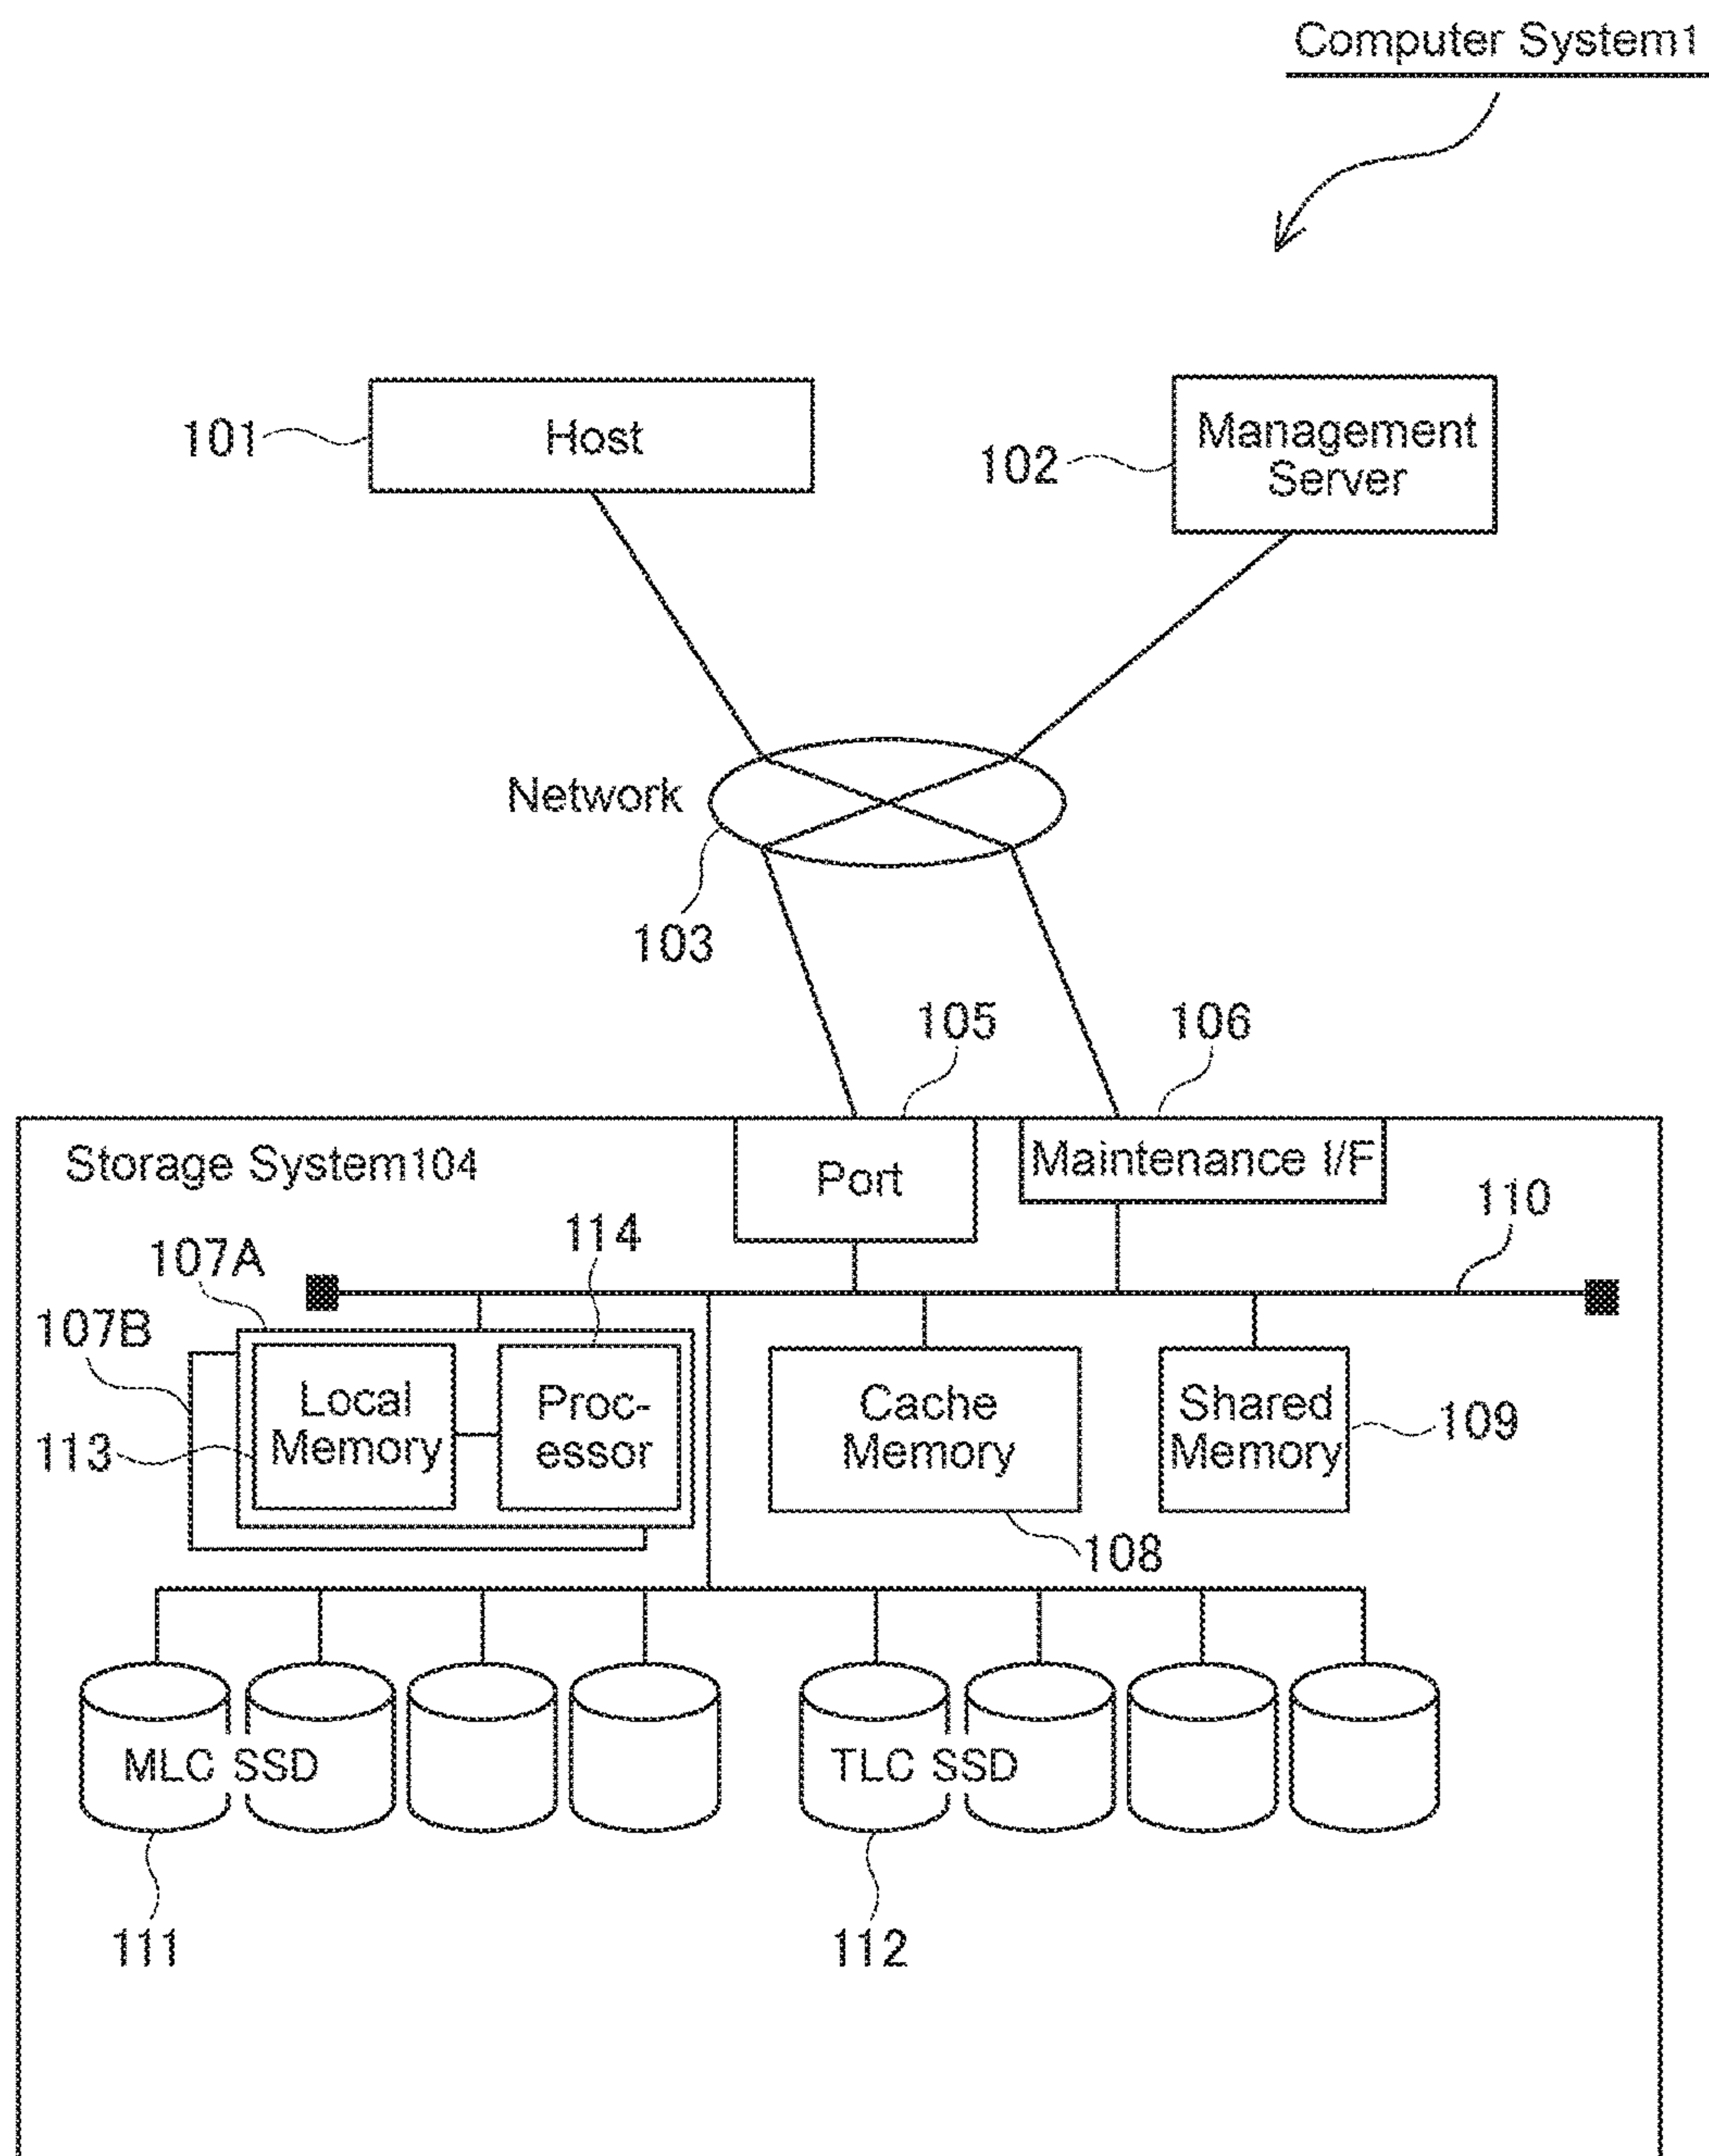 Computer System1
101
Host
102
Management
Server
Network
103
105
106
Storage System104
Port
Maintenance I/F
110
107A
114
107B
113
Local
Memory
Proc-
essor
Cache
Memory
108
Shared
Memory
109
MLC SSD
TLC SSD
111
112